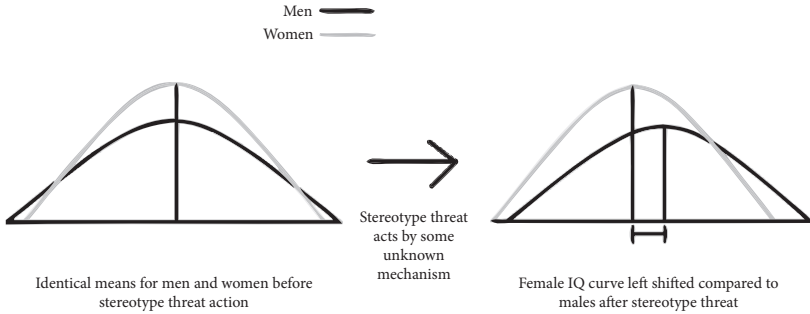 Men
Women
Stereotype threat
acts by some
unknown
mechanism
Identical means for men and women before
stereotype threat action
Female IQ curve left shifted compared to
males after stereotype threat